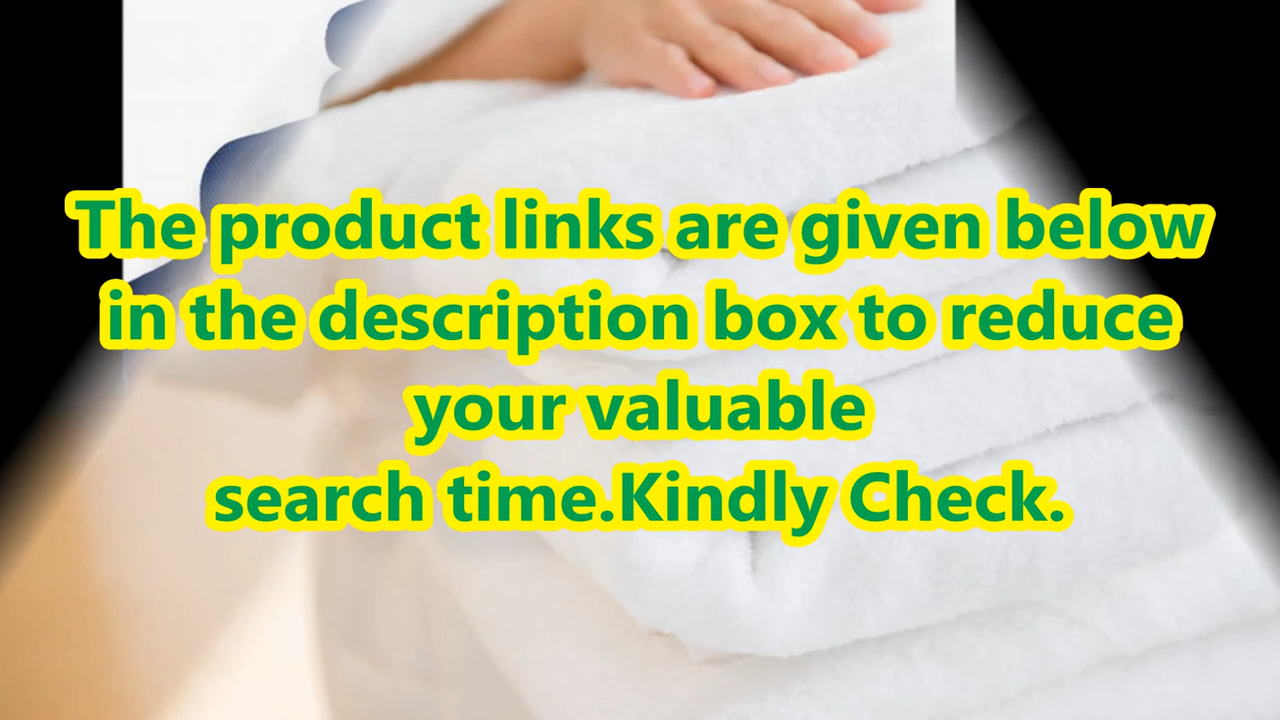 The product links are given below
in the description box to reduce
your valuable
search time.Kindly Check.